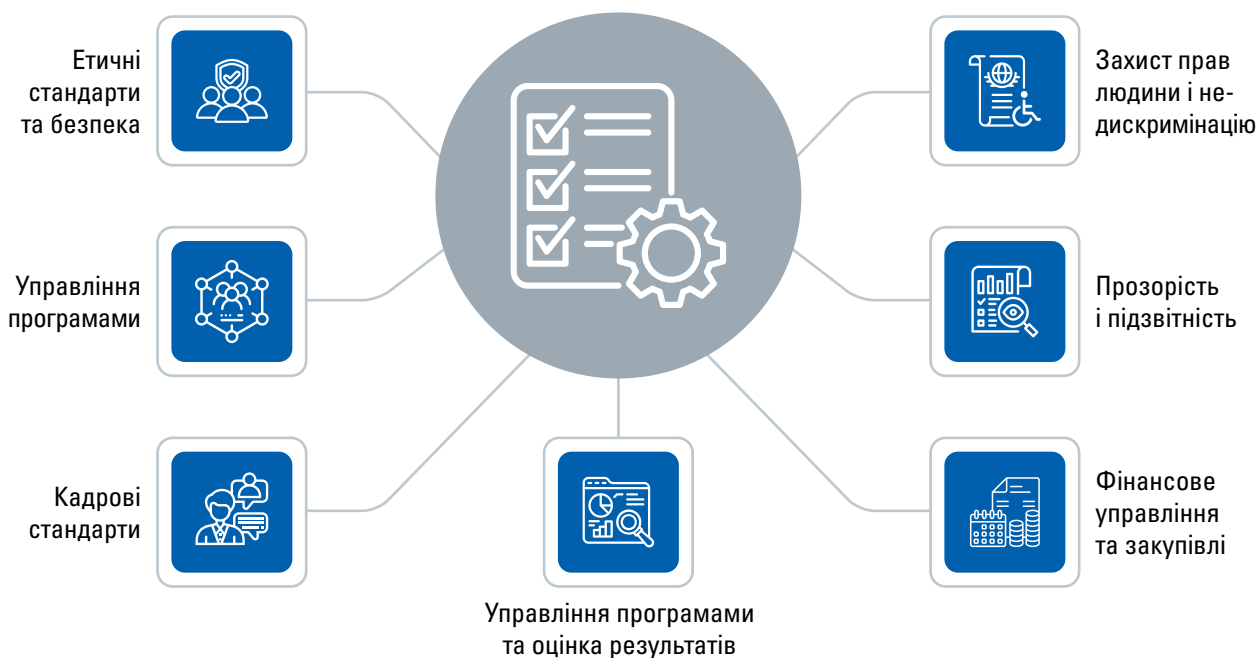 Етичні
стандарти
та безпека
Управління
програмами
Кадрові
стандарти
Управління програмами
та оцінка результатів
Захист прав
людини і не-
дискримінацію
Прозорість
і підзвітність
Фінансове
управління
та закупівлі